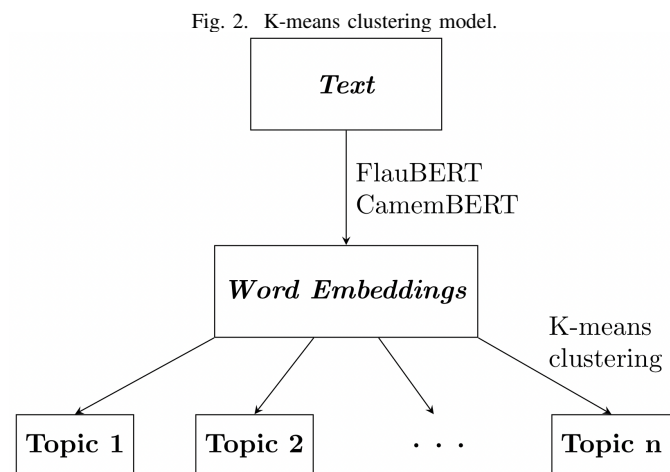 Fig. 2. K-means clustering model.
Text
FlauBERT
CamemBERT
Word Embeddings
K-means
clustering
Topic 1 Topic 2 . . . Topic n